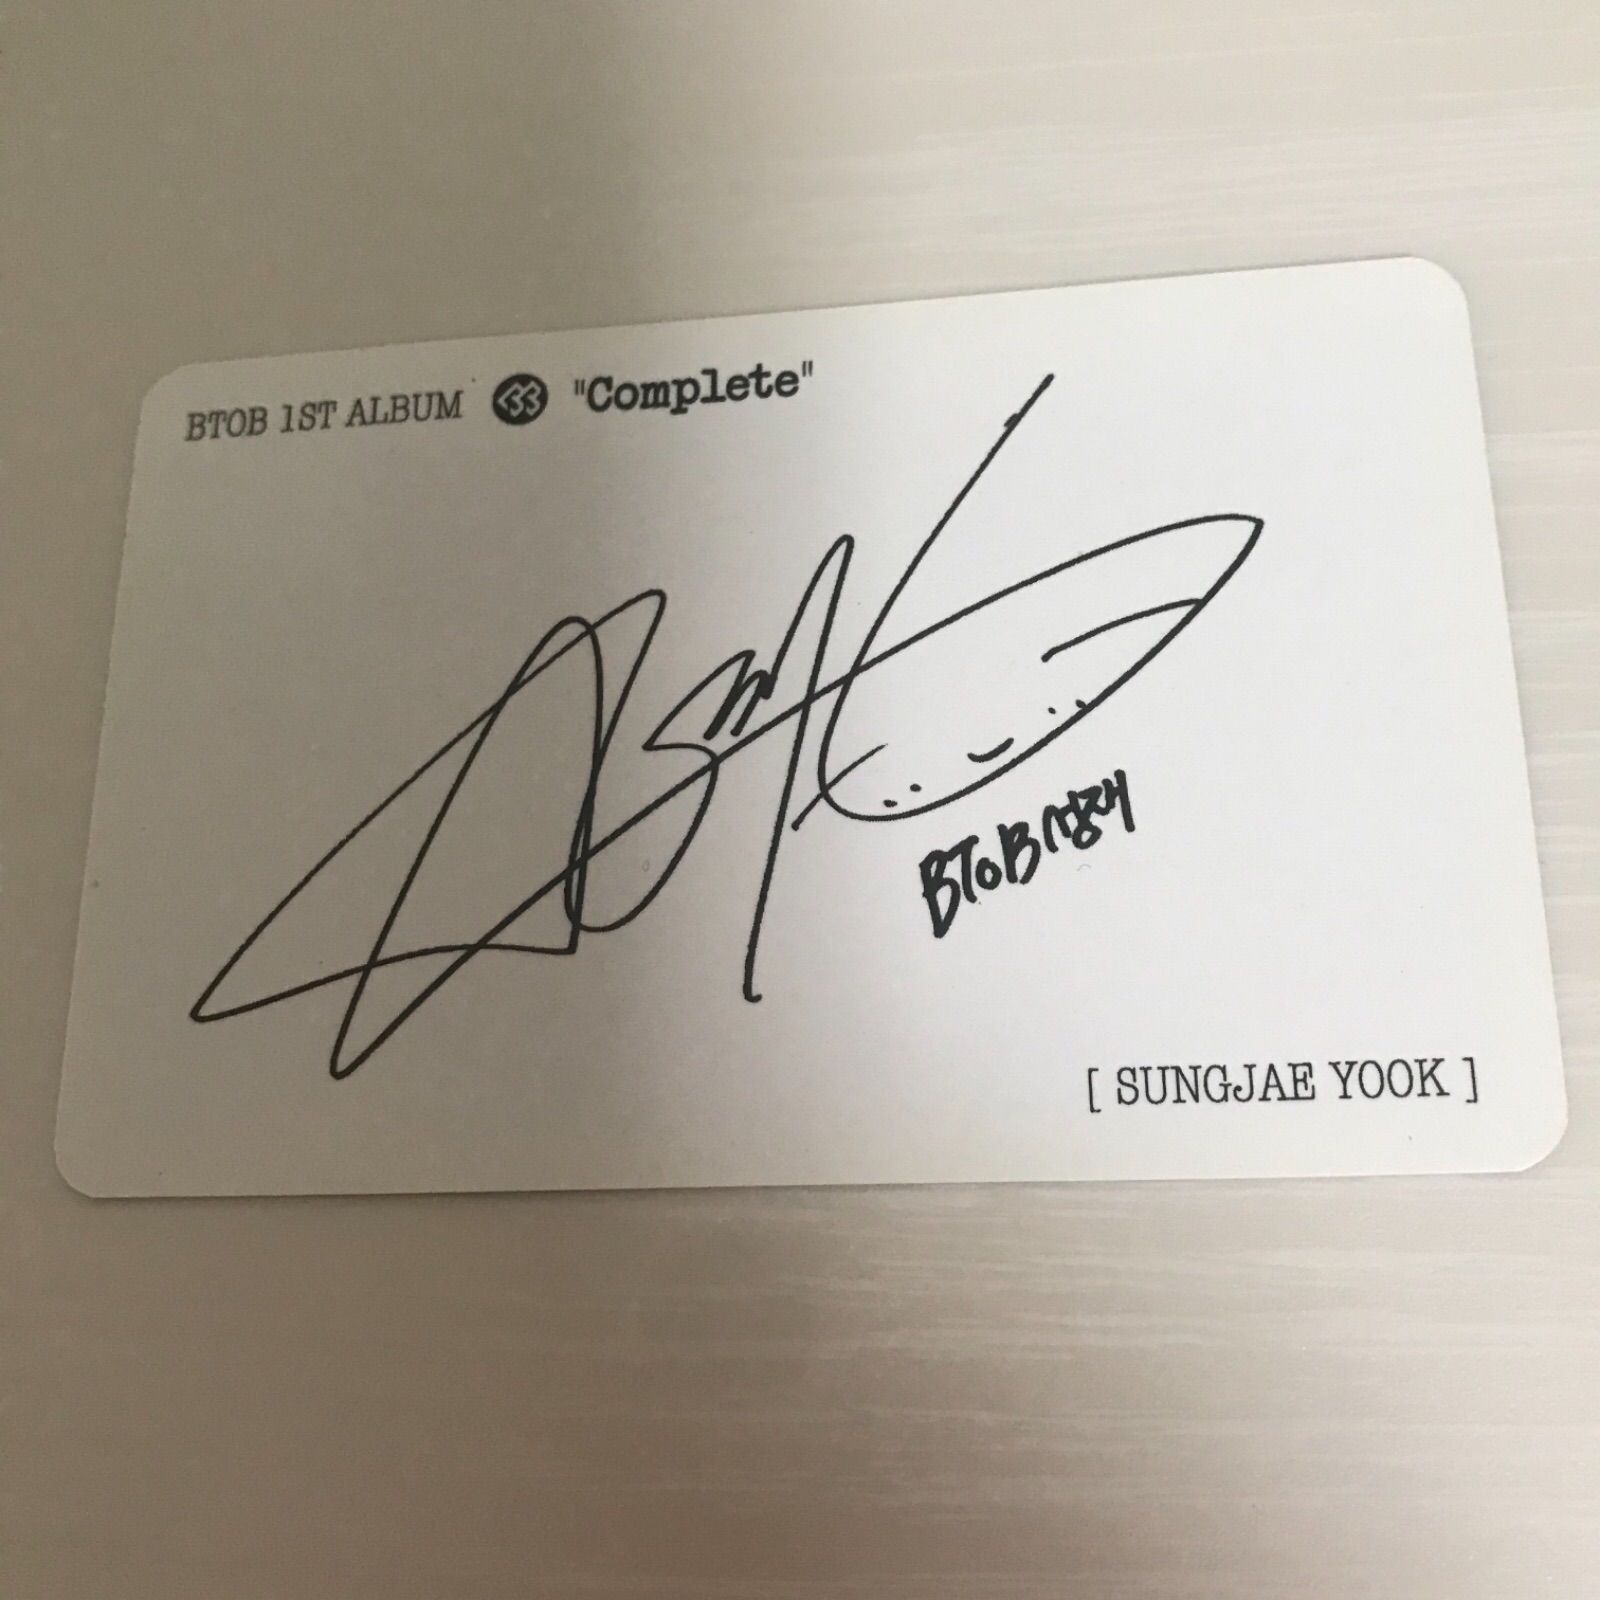 BTOB 1ST ALBUM "Complete"
BToB 성재
[ SUNGJAE YOOK ]